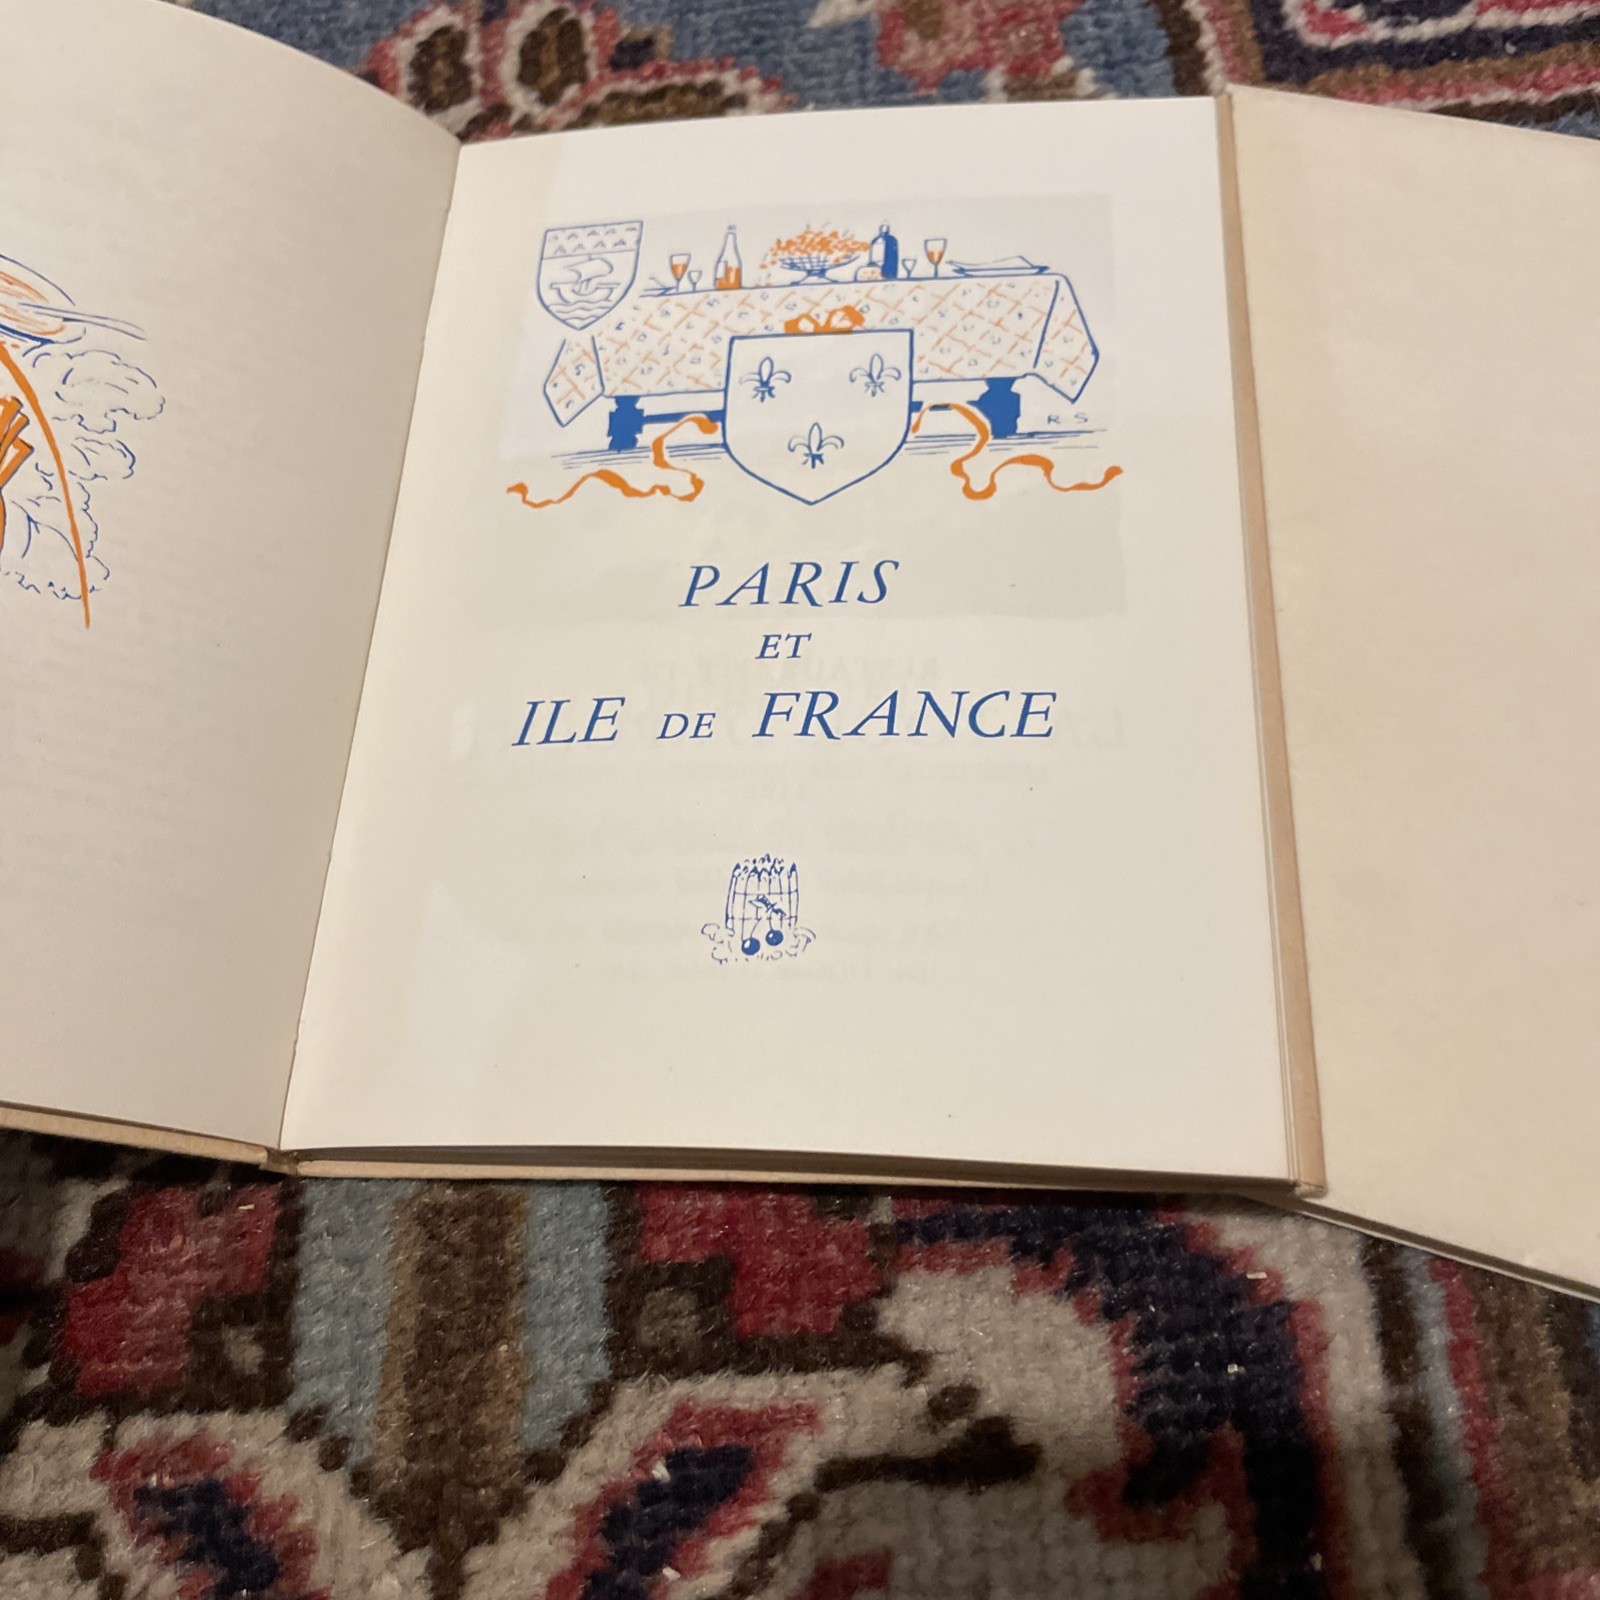 R S
PARIS
ET
ILE DE FRANCE